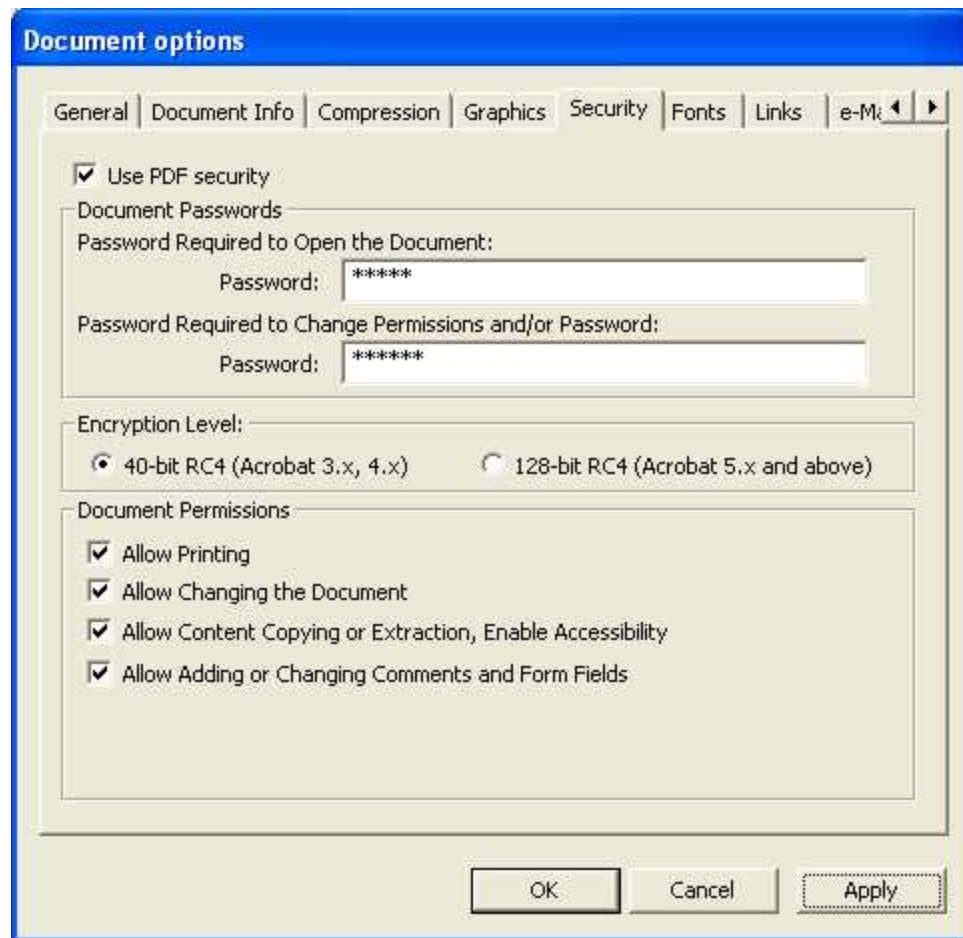 Document options
General Document Info Compression Graphics Security Fonts Links e-Ma
Use PDF security
Document Passwords
Password Required to Open the Document:
Password: *****
Password Required to Change Permissions and/or Password:
Password: ******
Encryption Level:
40-bit RC4 (Acrobat 3.x, 4.x) 128-bit RC4 (Acrobat 5.x and above)
Document Permissions
Allow Printing
Allow Changing the Document
Allow Content Copying or Extraction, Enable Accessibility
Allow Adding or Changing Comments and Form Fields
OK Cancel Apply